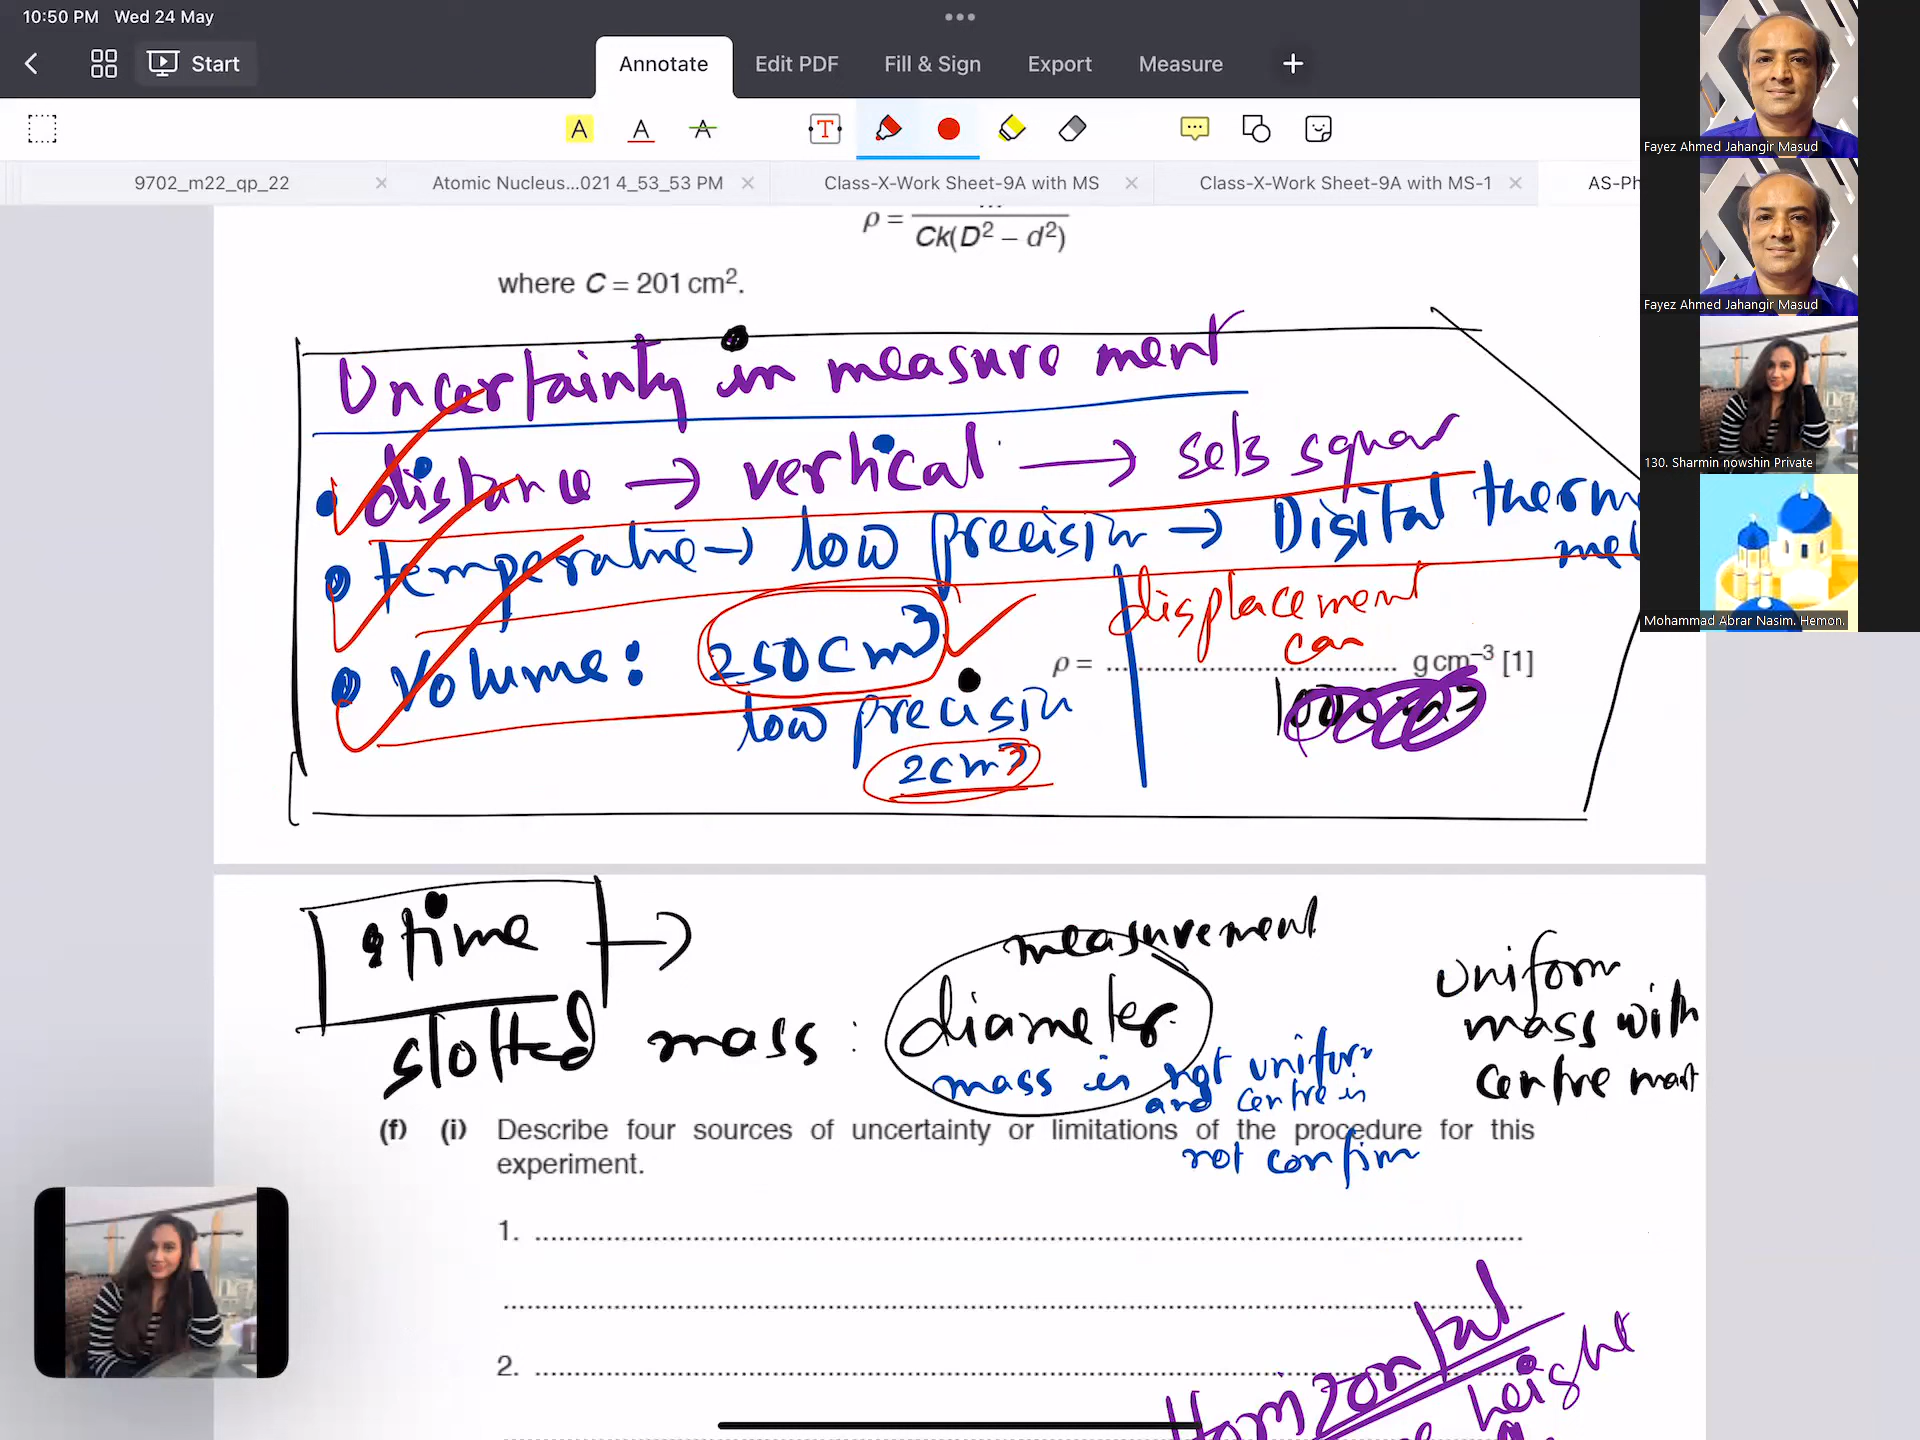 10:50 PM Wed 24 May
Start
Annotate
Edit PDF
Fill & Sign
Export
Measure
9702_m22_qp_22
Atomic Nucleus...021 4_53_53 PM
Class-X-Work Sheet-9A with MS
Class-X-Work Sheet-9A with MS-1
AS-Ph
Fayez Ahmed Jahangir Masud
Fayez Ahmed Jahangir Masud
130. Sharmin nowshin Private
Mohammad Abrar Nasim. Hemon.
ρ =
Ck(D² – d²)
where C = 201 cm².
Uncertainty in measurement
distance → vertical → sets squar
temperature → low precision → Digital therm
met
Volume: 250cm³
displacement
can
ρ = ........ g cm⁻³ [1]
low precision
2cm³
time →
measurement
slotted mass : diameter
mass is not uniform
and centre is
not confirm
uniform
mass with
centre mark
(f) (i) Describe four sources of uncertainty or limitations of the procedure for this
experiment.
1.
2.
Horizontal
height